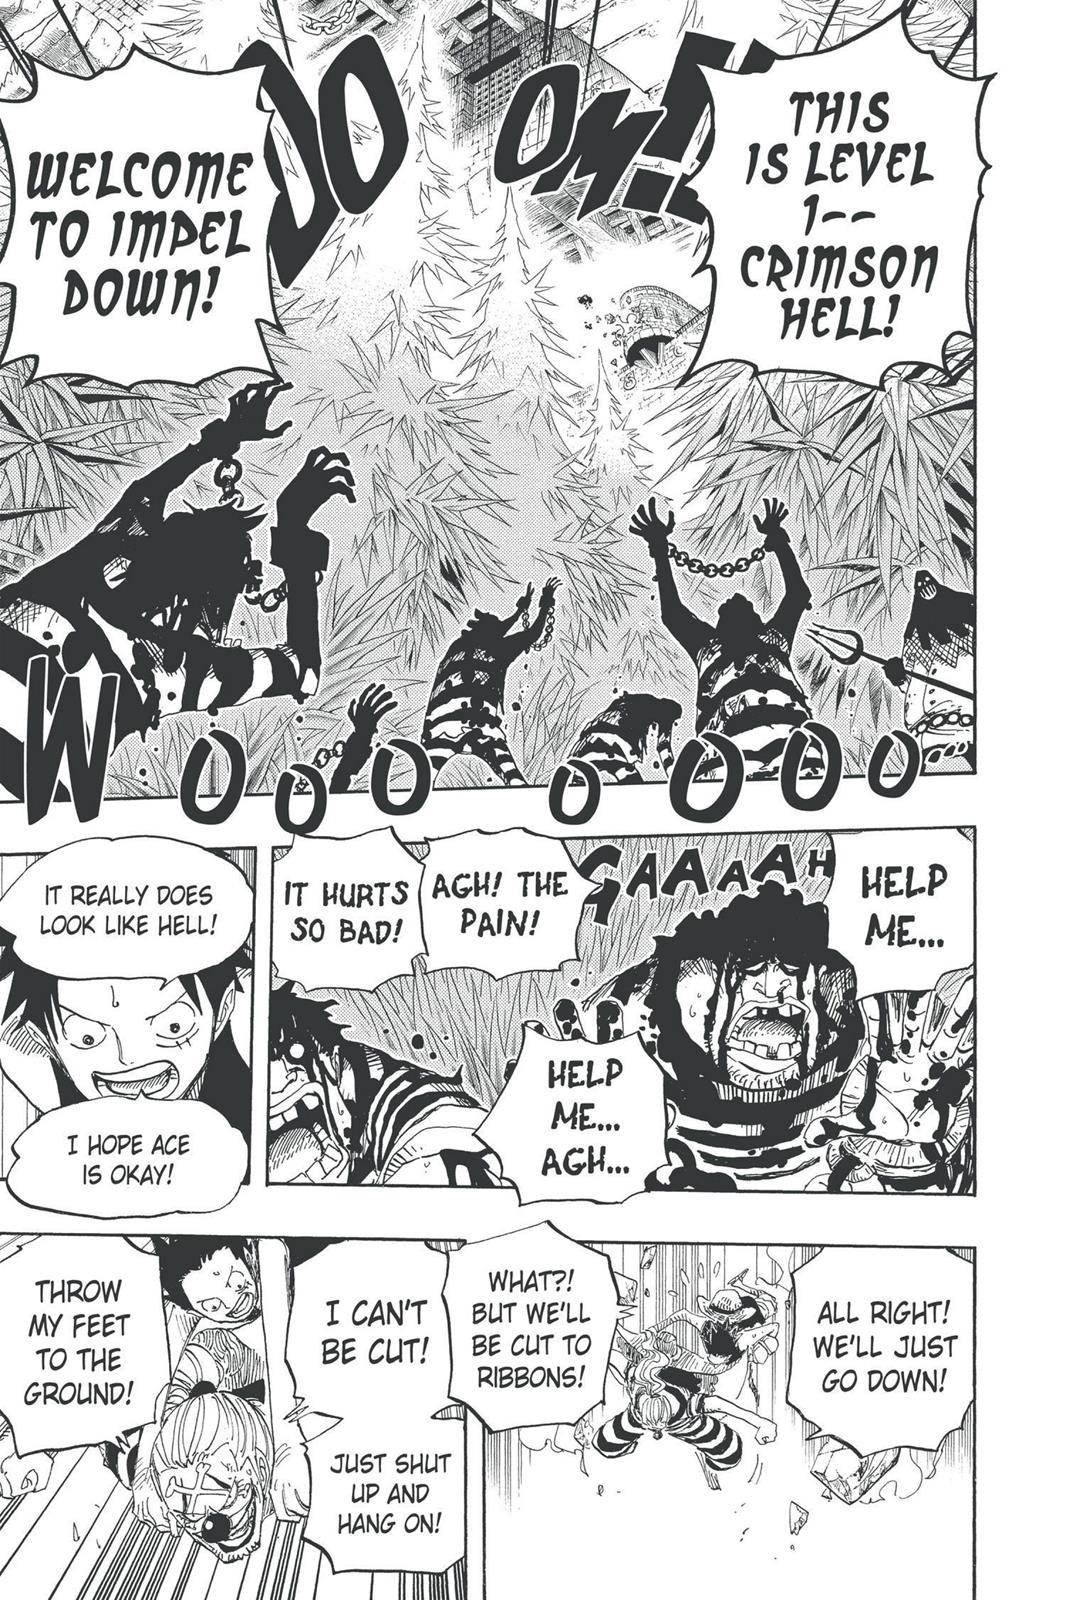 THIS
IS LEVEL
1--
CRIMSON
HELL!
DOOM!!
WELCOME
TO IMPEL
DOWN!
WOOO OOOOO
HELP
ME...
GAAAAH
HELP
ME...
AGH...
AGH! THE
PAIN!
IT HURTS
SO BAD!
IT REALLY DOES
LOOK LIKE HELL!
I HOPE ACE
IS OKAY!
ALL RIGHT!
WE'LL JUST
GO DOWN!
WHAT?!
BUT WE'LL
BE CUT TO
RIBBONS!
I CAN'T
BE CUT!
JUST SHUT
UP AND
HANG ON!
THROW
MY FEET
TO THE
GROUND!